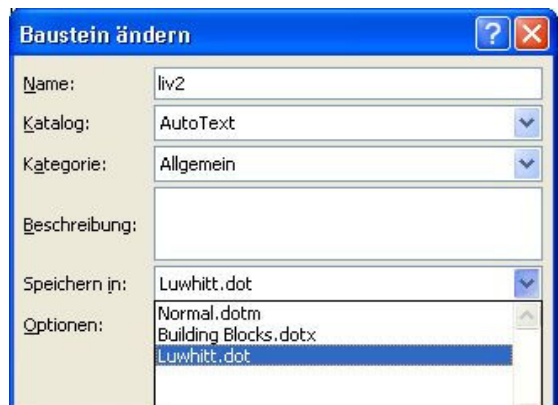 Baustein ändern
Name: liv2
Katalog: AutoText
Kategorie: Allgemein
Beschreibung:
Speichern in: Luwhitt.dot
Optionen: Normal.dotm
Building Blocks.dotx
Luwhitt.dot